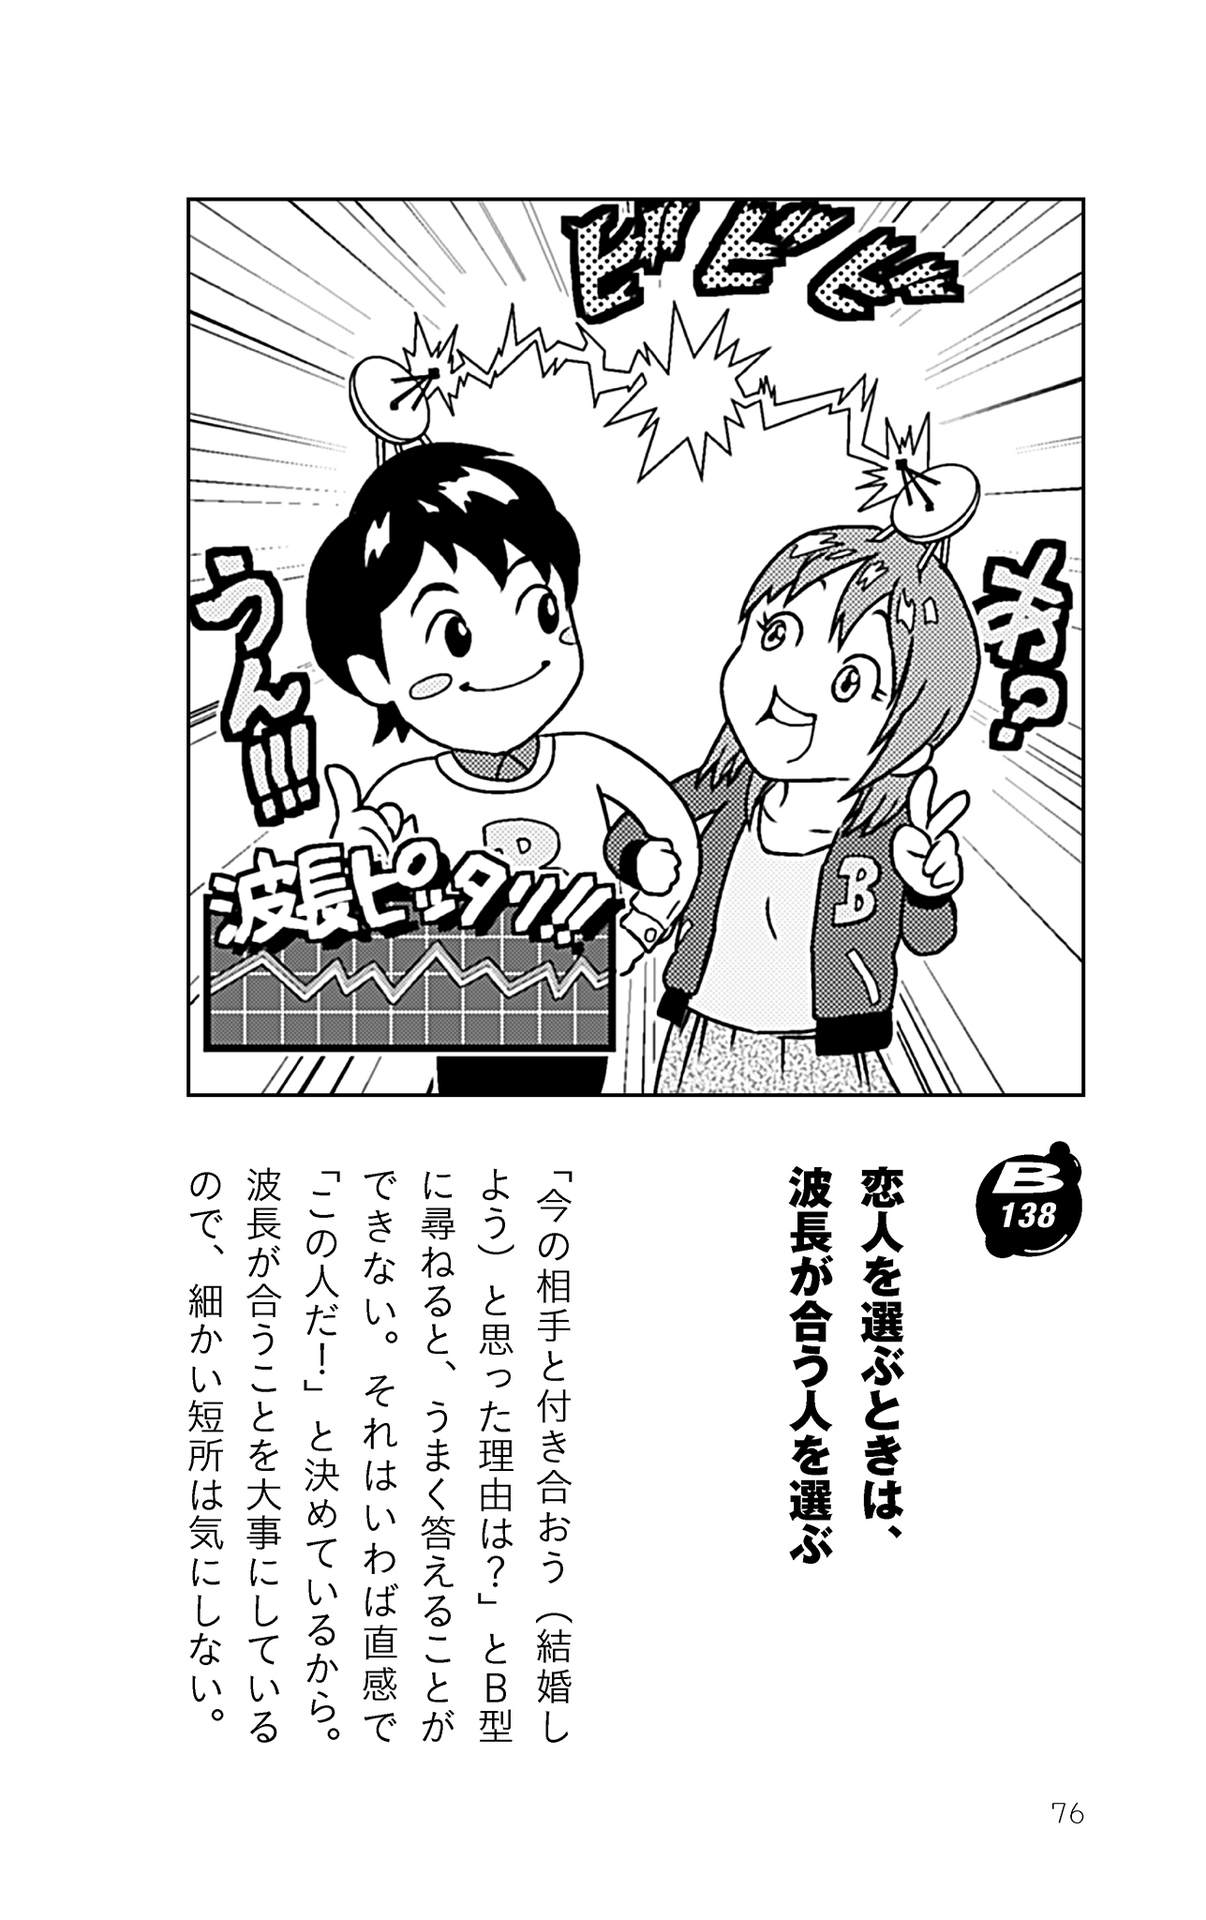 ビビビー
お?
うん!!!
B
B
波長ピッタリ!!
B
138
恋人を選ぶときは、
波長が合う人を選ぶ
「今の相手と付き合おう（結婚し
よう）と思った理由は？」とB型
に尋ねると、うまく答えることが
できない。それはいわば直感で
「この人だ！」と決めているから。
波長が合うことを大事にしている
ので、細かい短所は気にしない。
76